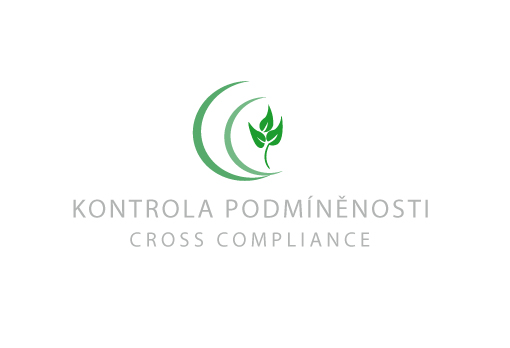 KONTROLA PODMÍNĚNOSTI
CROSS COMPLIANCE